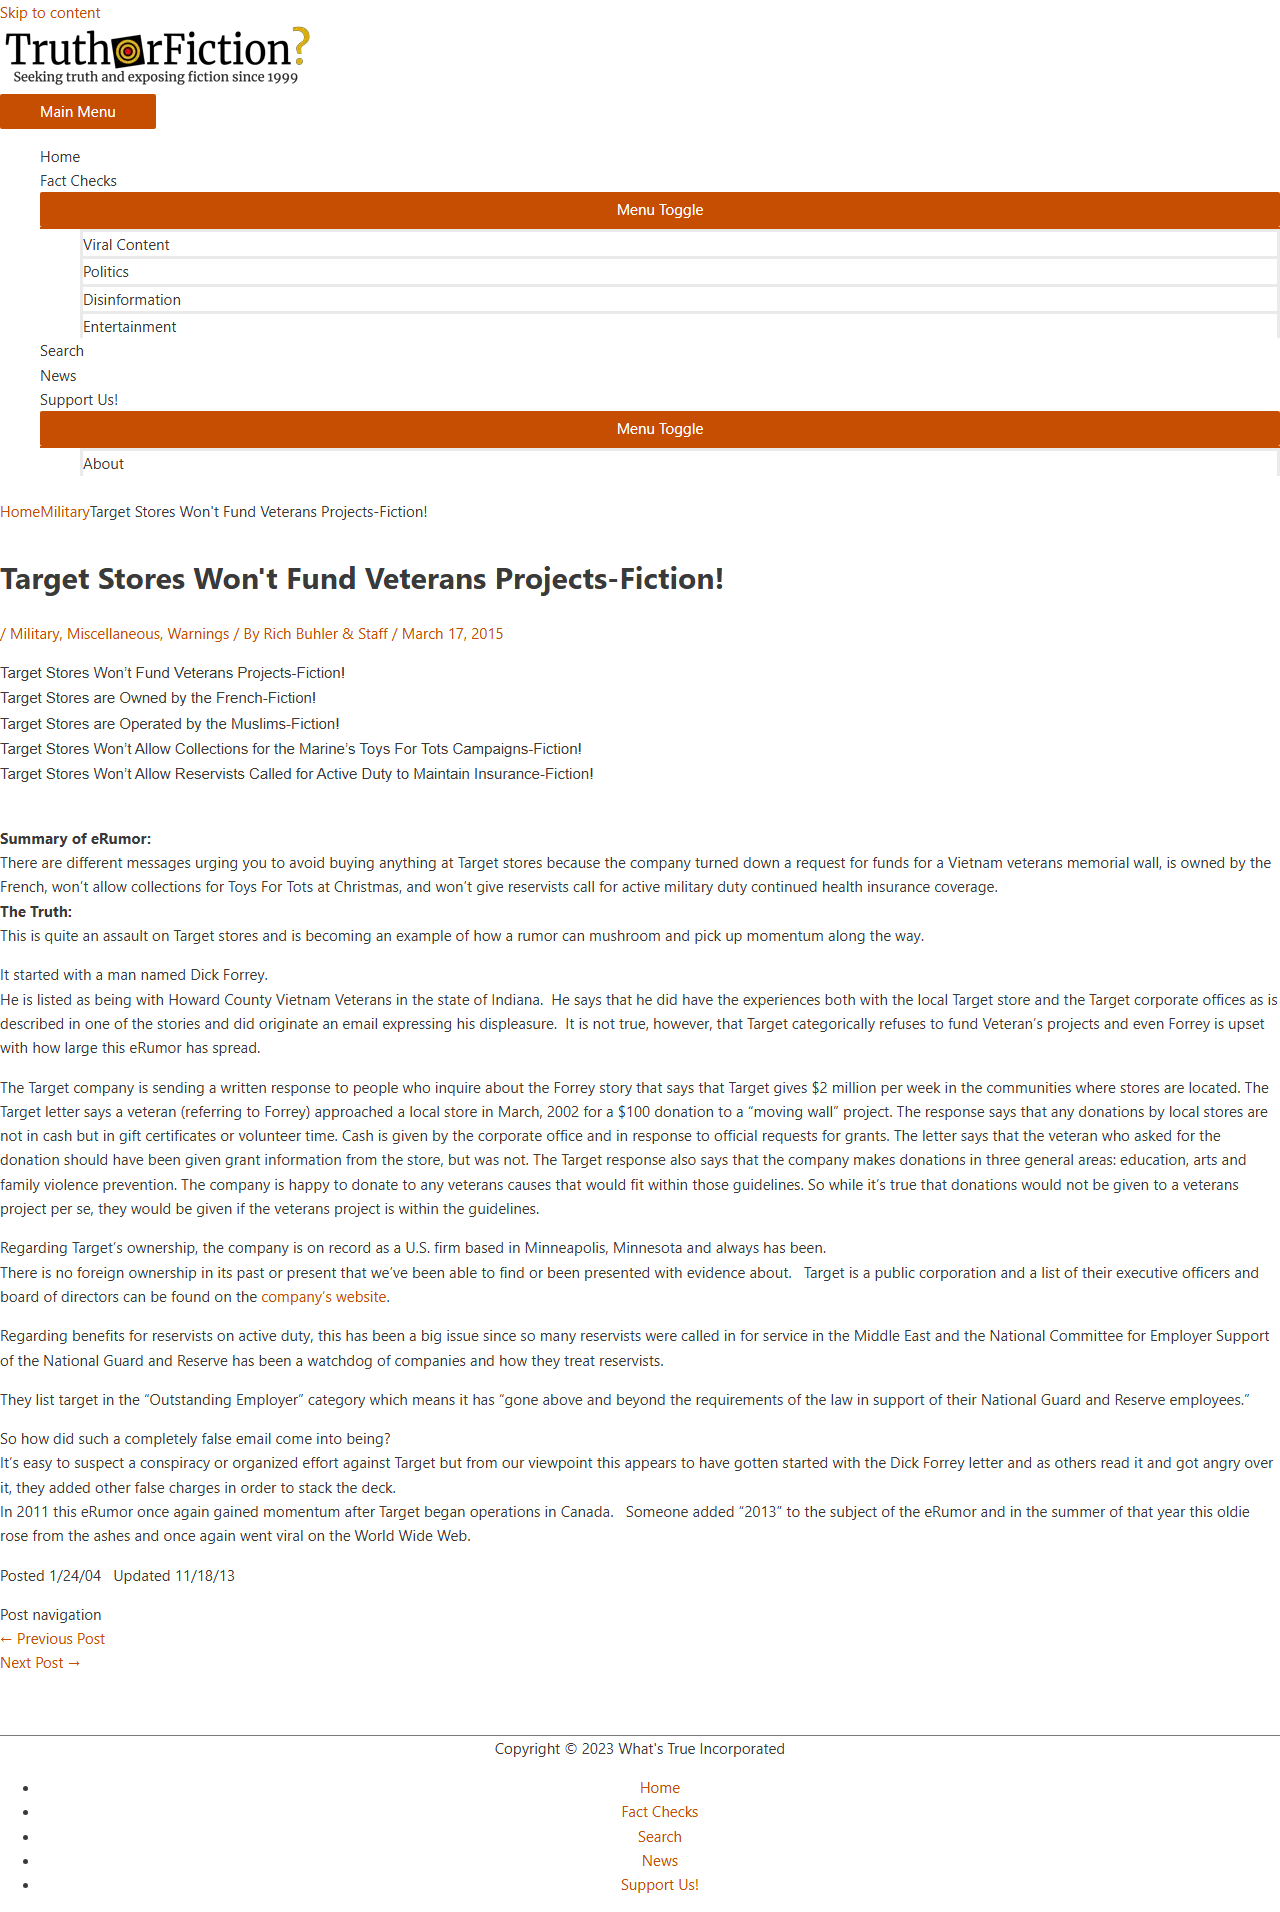 Skip to content
TruthorFiction?
Seeking truth and exposing fiction since 1999
Main Menu
Home
Fact Checks
Menu Toggle
Viral Content
Politics
Disinformation
Entertainment
Search
News
Support Us!
Menu Toggle
About
HomeMilitaryTarget Stores Won't Fund Veterans Projects-Fiction!
Target Stores Won't Fund Veterans Projects-Fiction!
/ Military, Miscellaneous, Warnings / By Rich Buhler & Staff / March 17, 2015
Target Stores Won’t Fund Veterans Projects-Fiction!
Target Stores are Owned by the French-Fiction!
Target Stores are Operated by the Muslims-Fiction!
Target Stores Won’t Allow Collections for the Marine’s Toys For Tots Campaigns-Fiction!
Target Stores Won’t Allow Reservists Called for Active Duty to Maintain Insurance-Fiction!
Summary of eRumor:
There are different messages urging you to avoid buying anything at Target stores because the company turned down a request for funds for a Vietnam veterans memorial wall, is owned by the
French, won’t allow collections for Toys For Tots at Christmas, and won’t give reservists call for active military duty continued health insurance coverage.
The Truth:
This is quite an assault on Target stores and is becoming an example of how a rumor can mushroom and pick up momentum along the way.
It started with a man named Dick Forrey.
He is listed as being with Howard County Vietnam Veterans in the state of Indiana.  He says that he did have the experiences both with the local Target store and the Target corporate offices as is
described in one of the stories and did originate an email expressing his displeasure.  It is not true, however, that Target categorically refuses to fund Veteran’s projects and even Forrey is upset
with how large this eRumor has spread.
The Target company is sending a written response to people who inquire about the Forrey story that says that Target gives $2 million per week in the communities where stores are located. The
Target letter says a veteran (referring to Forrey) approached a local store in March, 2002 for a $100 donation to a “moving wall” project. The response says that any donations by local stores are
not in cash but in gift certificates or volunteer time. Cash is given by the corporate office and in response to official requests for grants. The letter says that the veteran who asked for the
donation should have been given grant information from the store, but was not. The Target response also says that the company makes donations in three general areas: education, arts and
family violence prevention. The company is happy to donate to any veterans causes that would fit within those guidelines. So while it’s true that donations would not be given to a veterans
project per se, they would be given if the veterans project is within the guidelines.
Regarding Target’s ownership, the company is on record as a U.S. firm based in Minneapolis, Minnesota and always has been.
There is no foreign ownership in its past or present that we’ve been able to find or been presented with evidence about.   Target is a public corporation and a list of their executive officers and
board of directors can be found on the company’s website.
Regarding benefits for reservists on active duty, this has been a big issue since so many reservists were called in for service in the Middle East and the National Committee for Employer Support
of the National Guard and Reserve has been a watchdog of companies and how they treat reservists.
They list target in the “Outstanding Employer” category which means it has “gone above and beyond the requirements of the law in support of their National Guard and Reserve employees.”
So how did such a completely false email come into being?
It’s easy to suspect a conspiracy or organized effort against Target but from our viewpoint this appears to have gotten started with the Dick Forrey letter and as others read it and got angry over
it, they added other false charges in order to stack the deck.
In 2011 this eRumor once again gained momentum after Target began operations in Canada.   Someone added “2013” to the subject of the eRumor and in the summer of that year this oldie
rose from the ashes and once again went viral on the World Wide Web.
Posted 1/24/04   Updated 11/18/13
Post navigation
← Previous Post
Next Post →
Copyright © 2023 What's True Incorporated
• Home
• Fact Checks
• Search
• News
• Support Us!